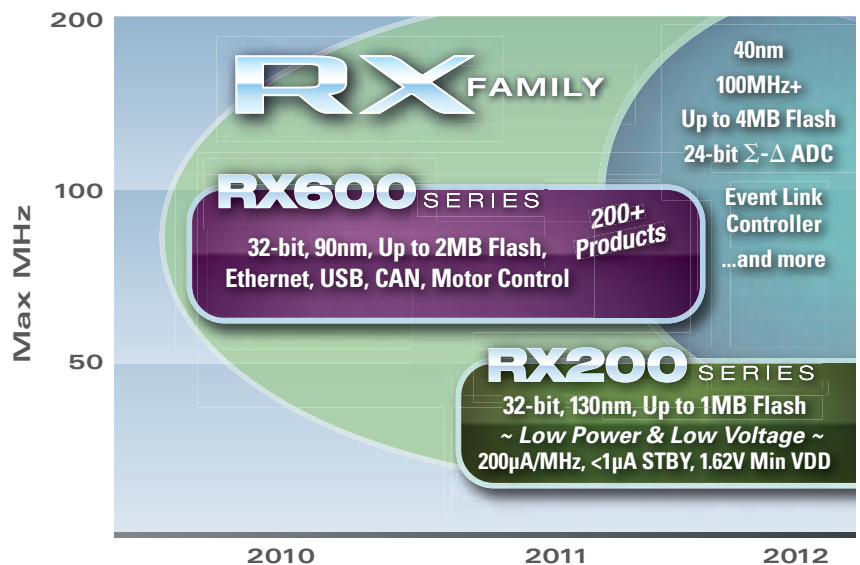 200
100
50
Max MHz
RX FAMILY
40nm
100MHz+
Up to 4MB Flash
24-bit Σ-Δ ADC
Event Link
Controller
...and more
RX600 SERIES
200+
Products
32-bit, 90nm, Up to 2MB Flash,
Ethernet, USB, CAN, Motor Control
RX200 SERIES
32-bit, 130nm, Up to 1MB Flash
~ Low Power & Low Voltage ~
200µA/MHz, <1µA STBY, 1.62V Min VDD
2010
2011
2012